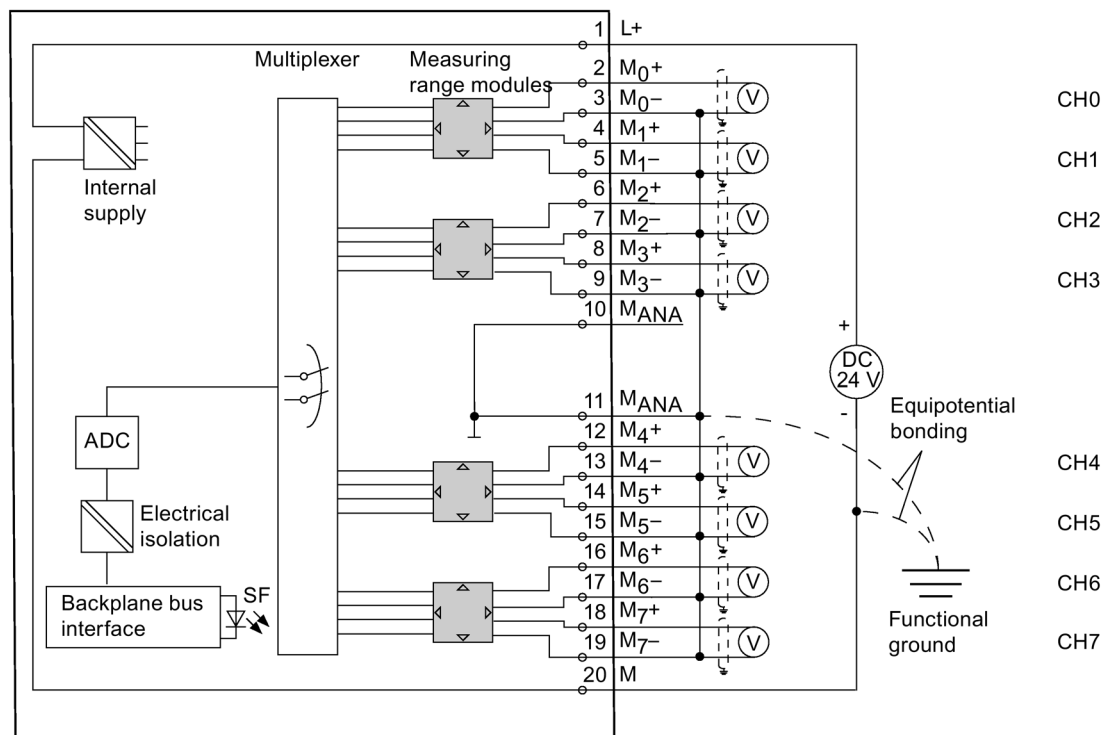 1 L+
Multiplexer
Measuring
range modules
2 M0+
3 M0–
4 M1+
5 M1–
6 M2+
7 M2–
8 M3+
9 M3–
10 MANA
11 MANA
12 M4+
13 M4–
14 M5+
15 M5–
16 M6+
17 M6–
18 M7+
19 M7–
20 M
V
V
V
V
V
V
V
V
CH0
CH1
CH2
CH3
CH4
CH5
CH6
CH7
Internal
supply
ADC
Electrical
isolation
Backplane bus
interface
SF
+
DC
24 V
-
Equipotential
bonding
Functional
ground